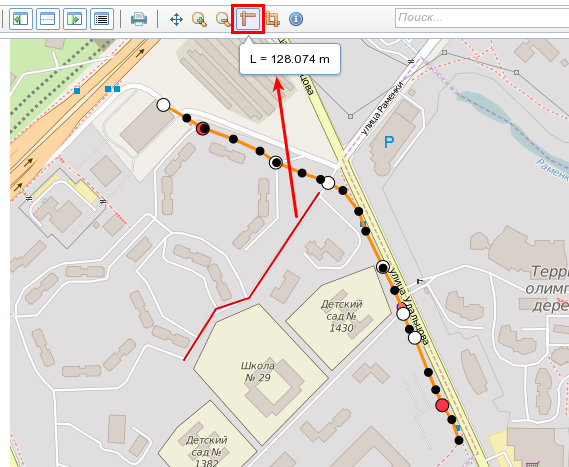 Поиск...
L = 128.074 m
улица Раменки
P
Раменк
улица Удальцова
Терр
олимп
дере
Детский
сад №
1430
Школа
№ 29
Детский
сад №
1382